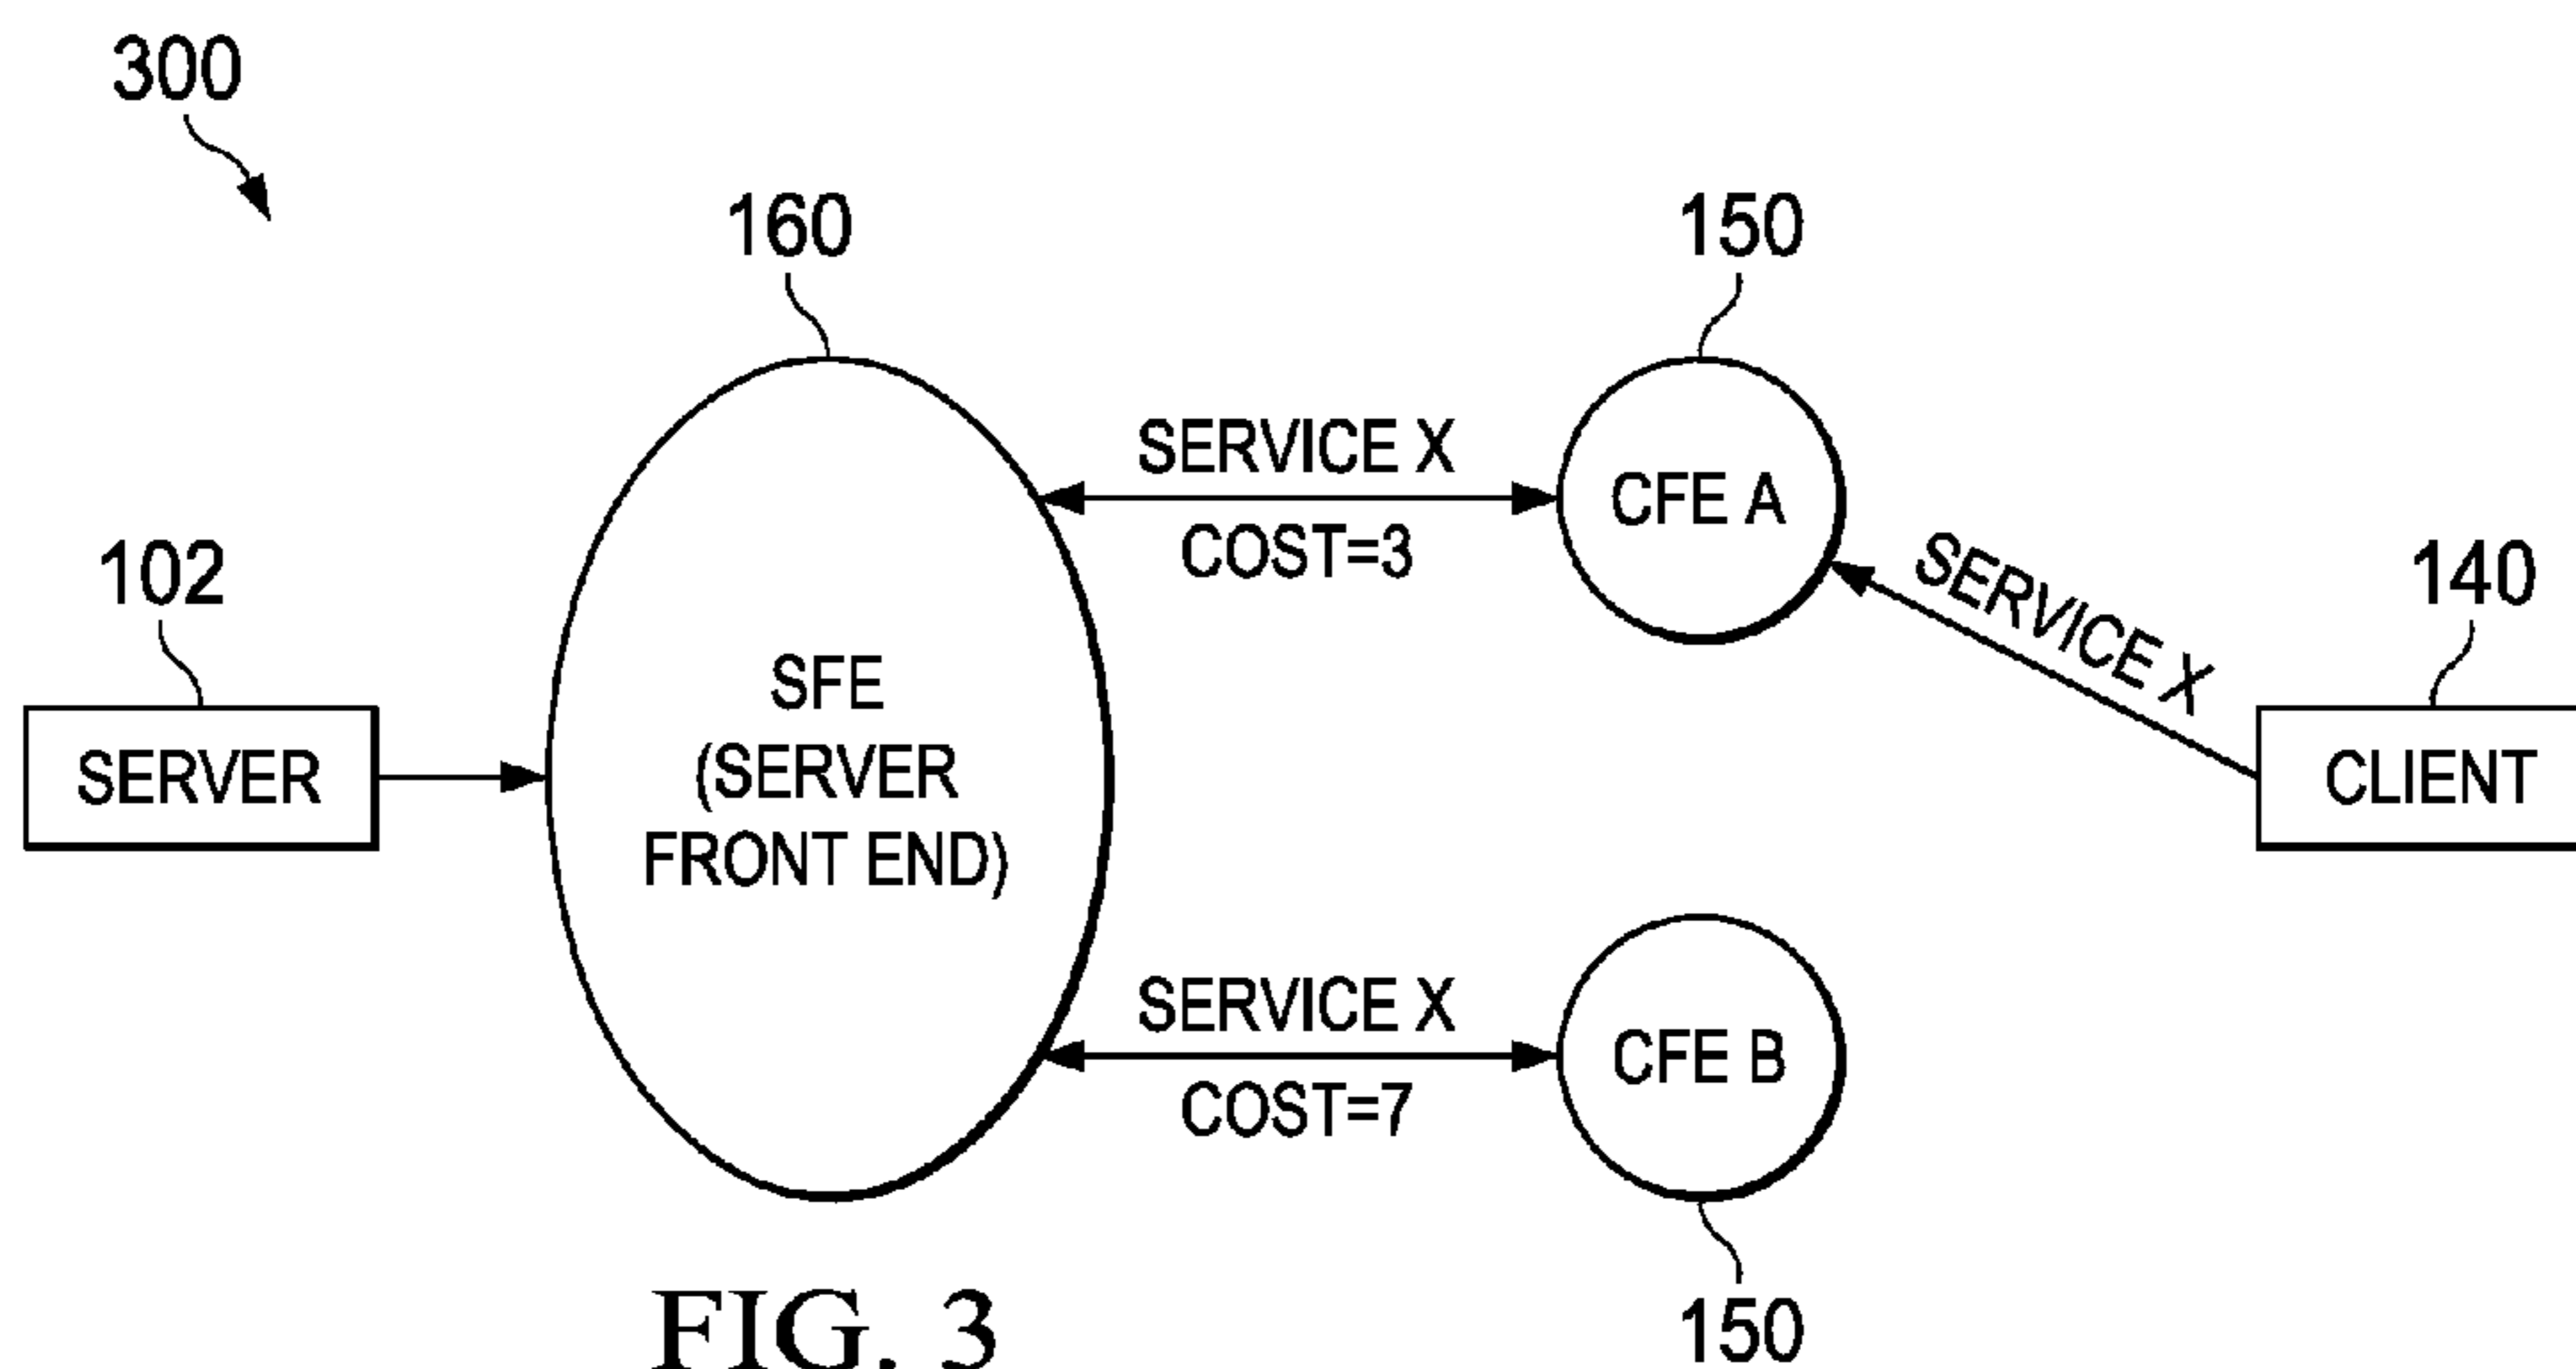 300
160
150
SERVICE X
CFE A
COST=3
SERVICE X
102
140
SFE
SERVER
(SERVER
CLIENT
FRONT END)
SERVICE X
CFE B
COST=7
150
FIG. 3